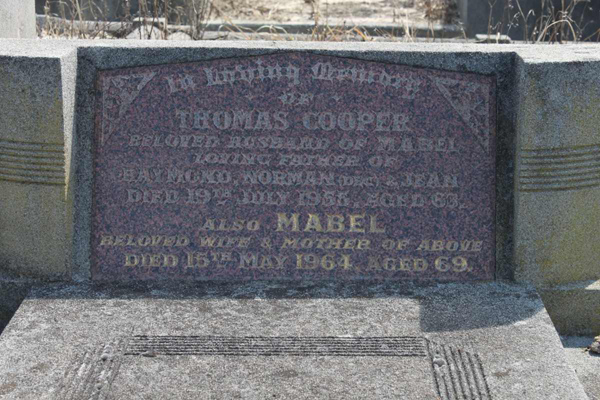 In Loving Memory
OF
THOMAS COOPER
BELOVED HUSBAND OF MABEL
LOVING FATHER OF
RAYMOND, NORMAN (DEC) & JEAN
DIED 19TH JULY 1958, AGED 63.
ALSO MABEL
BELOVED WIFE & MOTHER OF ABOVE
DIED 15TH MAY 1964, AGED 69.